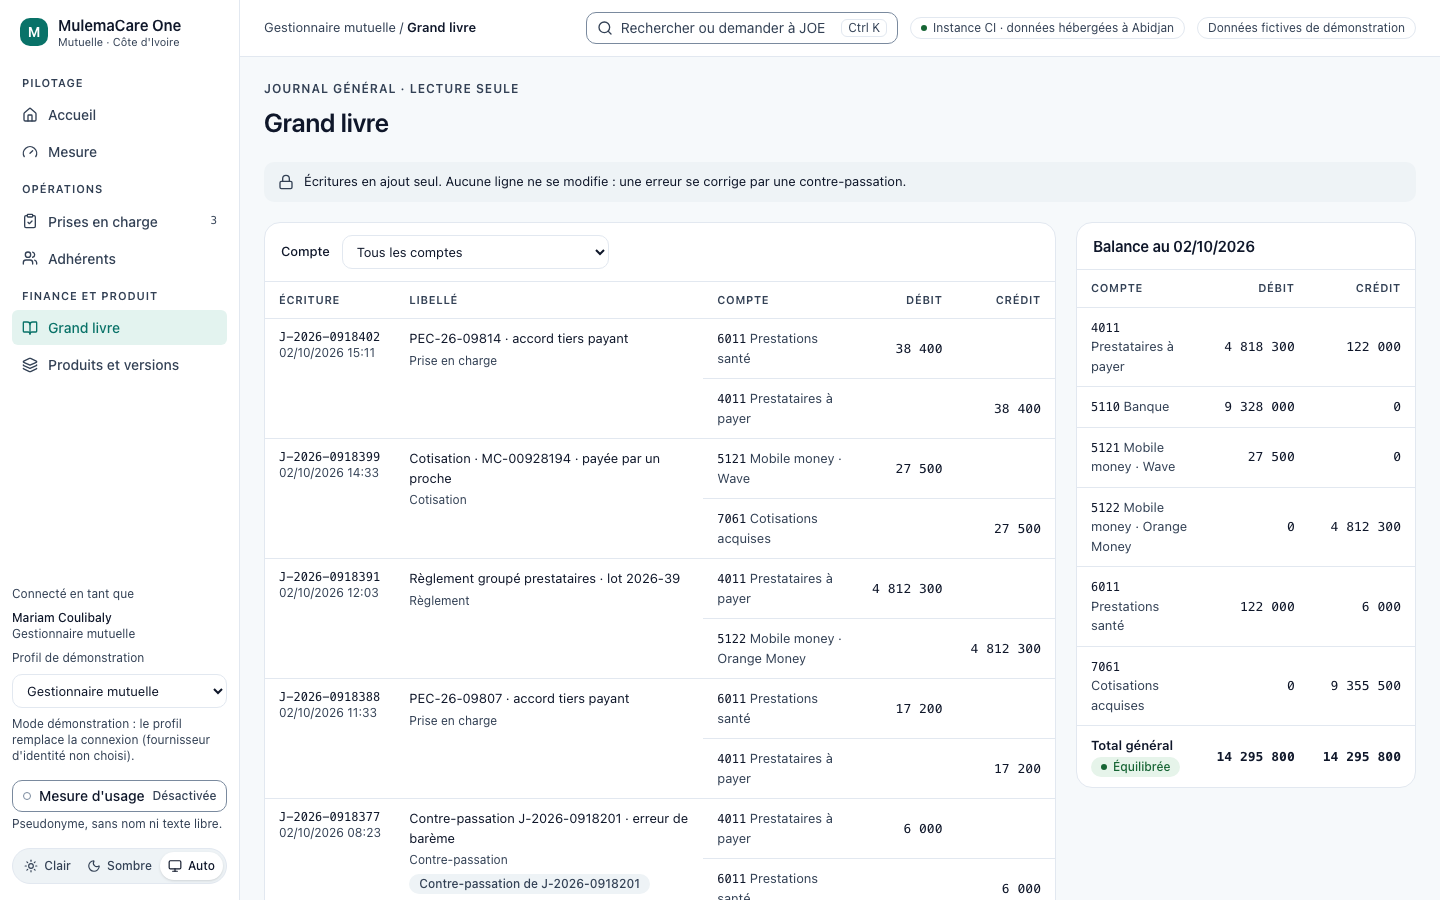 M
MulemaCare One
Mutuelle · Côte d'Ivoire
PILOTAGE
Accueil
Mesure
OPÉRATIONS
Prises en charge 3
Adhérents
FINANCE ET PRODUIT
Grand livre
Produits et versions
Connecté en tant que
Mariam Coulibaly
Gestionnaire mutuelle
Profil de démonstration
Gestionnaire mutuelle
Mode démonstration : le profil
remplace la connexion (fournisseur
d'identité non choisi).
Mesure d'usage Désactivée
Pseudonyme, sans nom ni texte libre.
Clair Sombre Auto
Gestionnaire mutuelle / Grand livre
Rechercher ou demander à JOE Ctrl K
Instance CI · données hébergées à Abidjan
Données fictives de démonstration
JOURNAL GÉNÉRAL · LECTURE SEULE
Grand livre
Écritures en ajout seul. Aucune ligne ne se modifie : une erreur se corrige par une contre-passation.
Compte Tous les comptes
ÉCRITURE LIBELLÉ COMPTE DÉBIT CRÉDIT
J-2026-0918402
02/10/2026 15:11
PEC-26-09814 · accord tiers payant
Prise en charge
6011 Prestations
santé
38 400
4011 Prestataires à
payer
38 400
J-2026-0918399
02/10/2026 14:33
Cotisation · MC-00928194 · payée par un
proche
Cotisation
5121 Mobile money ·
Wave
27 500
7061 Cotisations
acquises
27 500
J-2026-0918391
02/10/2026 12:03
Règlement groupé prestataires · lot 2026-39
Règlement
4011 Prestataires à
payer
4 812 300
5122 Mobile money ·
Orange Money
4 812 300
J-2026-0918388
02/10/2026 11:33
PEC-26-09807 · accord tiers payant
Prise en charge
6011 Prestations
santé
17 200
4011 Prestataires à
payer
17 200
J-2026-0918377
02/10/2026 08:23
Contre-passation J-2026-0918201 · erreur de
barème
Contre-passation
Contre-passation de J-2026-0918201
4011 Prestataires à
payer
6 000
6011 Prestations
santé
6 000
Balance au 02/10/2026
COMPTE DÉBIT CRÉDIT
4011
Prestataires à
payer
4 818 300 122 000
5110 Banque 9 328 000 0
5121 Mobile
money · Wave
27 500 0
5122 Mobile
money · Orange
Money
0 4 812 300
6011
Prestations
santé
122 000 6 000
7061
Cotisations
acquises
0 9 355 500
Total général
Équilibrée
14 295 800 14 295 800